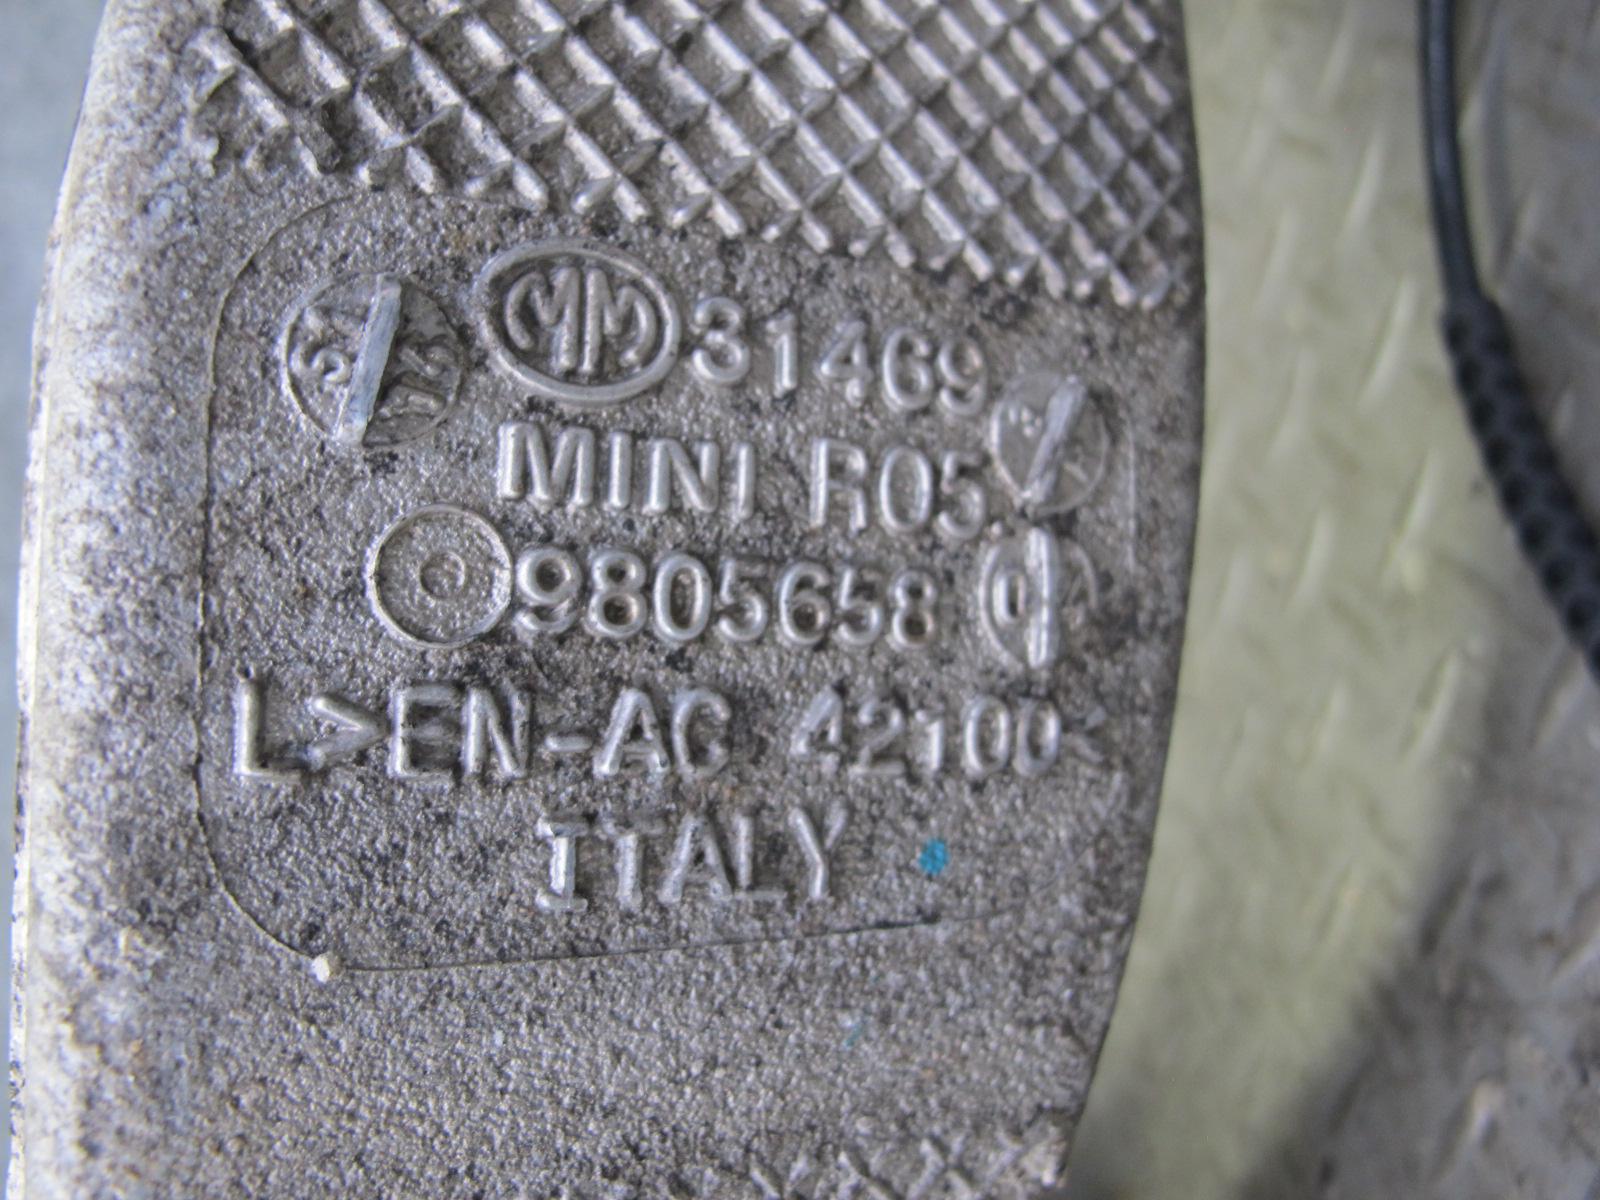 MM 31469
MINI R05
9805658
L>EN-AC 42100
ITALY